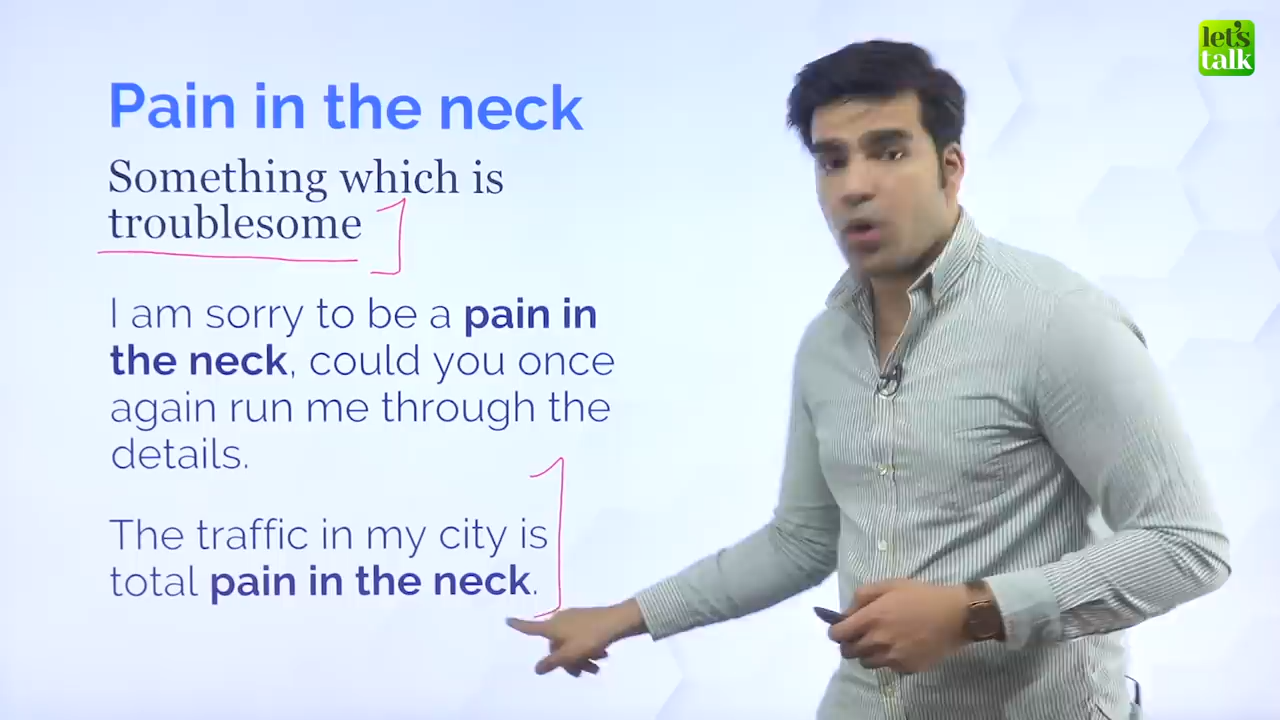 let's
talk
Pain in the neck
Something which is
troublesome
I am sorry to be a pain in
the neck, could you once
again run me through the
details.
The traffic in my city is
total pain in the neck.